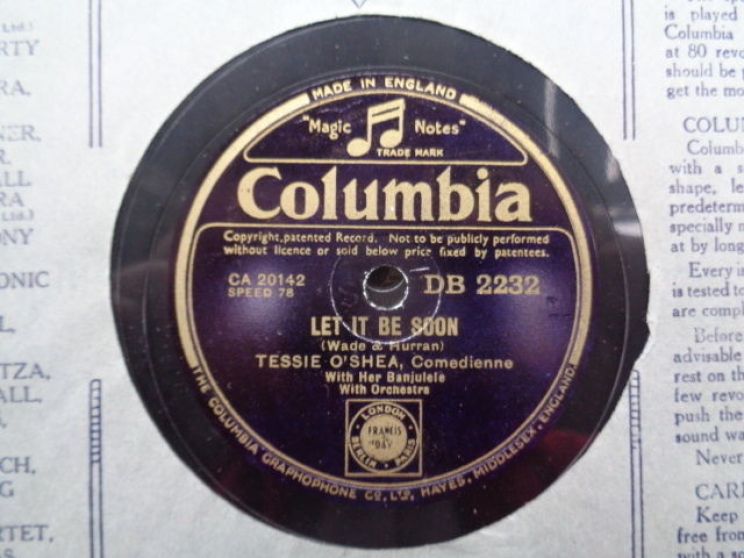 MADE IN ENGLAND
"Magic Notes"
TRADE MARK
Columbia
Copyright, patented Record. Not to be publicly performed
without licence or sold below price fixed by patentees.
CA 20142
SPEED 78
DB 2232
LET IT BE SOON
(Wade & Hurran)
TESSIE O'SHEA, Comedienne
With Her Banjulele
With Orchestra
LONDON
FRANCIS
DAY
BERLIN PARIS
THE COLUMBIA GRAPHOPHONE CO., LTD, HAYES, MIDDLESEX, ENGLAND.
RTY
RA,
NER,
R.
ALL
RA
ONY
ONIC
L,
TZA,
ALL,
CH,
G
RTET,
is played
Columbia
at 80 revo
should be
get the mo
COLU
Columb
with a s
shape, le
predeterm
specially
at by long
Every
is tested to
are compl
Before
advisable
rest on th
few revo
push the
sound wa
Never
CAR
Keep
free from
with a